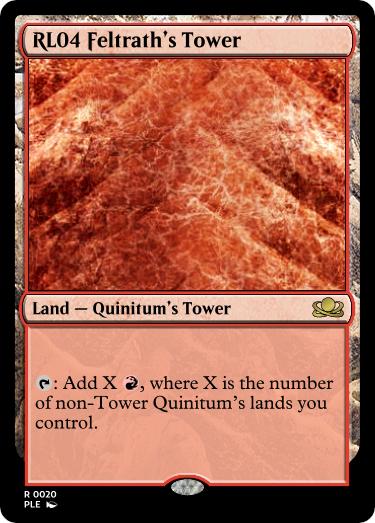 RL04 Feltrath's Tower
Land — Quinitum's Tower
: Add X , where X is the number
of non-Tower Quinitum's lands you
control.
R 0020
PLE